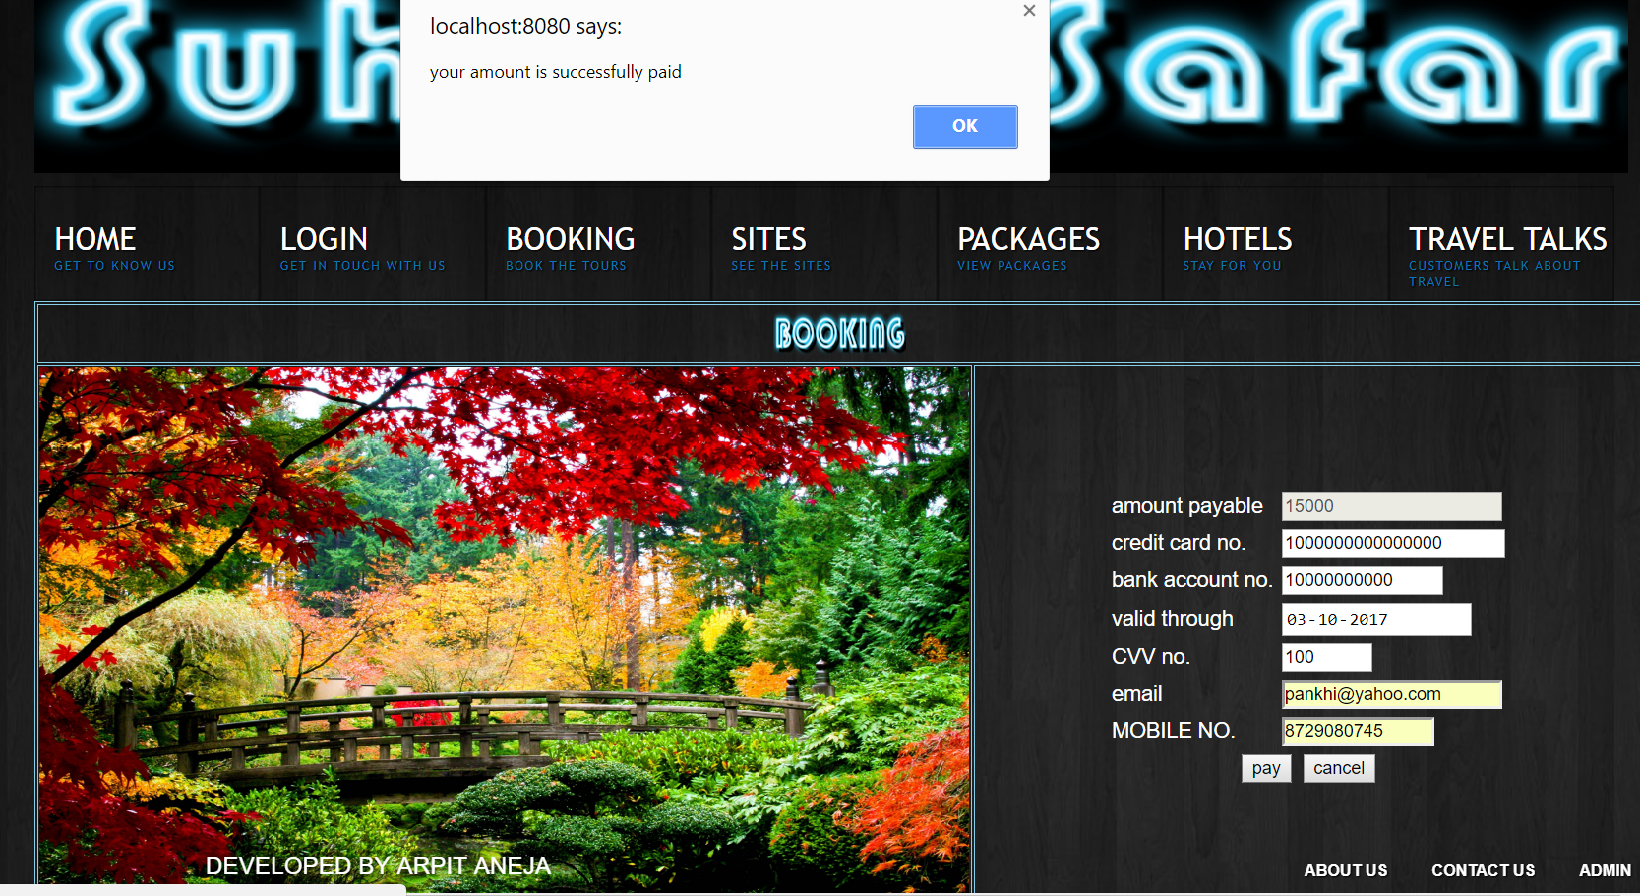 Suh Safar
localhost:8080 says:
your amount is successfully paid
OK
HOME
GET TO KNOW US
LOGIN
GET IN TOUCH WITH US
BOOKING
BOOK THE TOURS
SITES
SEE THE SITES
PACKAGES
VIEW PACKAGES
HOTELS
STAY FOR YOU
TRAVEL TALKS
CUSTOMERS TALK ABOUT
TRAVEL
BOOKING
amount payable 15000
credit card no. 1000000000000000
bank account no. 10000000000
valid through 03-10-2017
CVV no. 100
email pankhi@yahoo.com
MOBILE NO. 8729080745
pay cancel
DEVELOPED BY ARPIT ANEJA
ABOUT US CONTACT US ADMIN